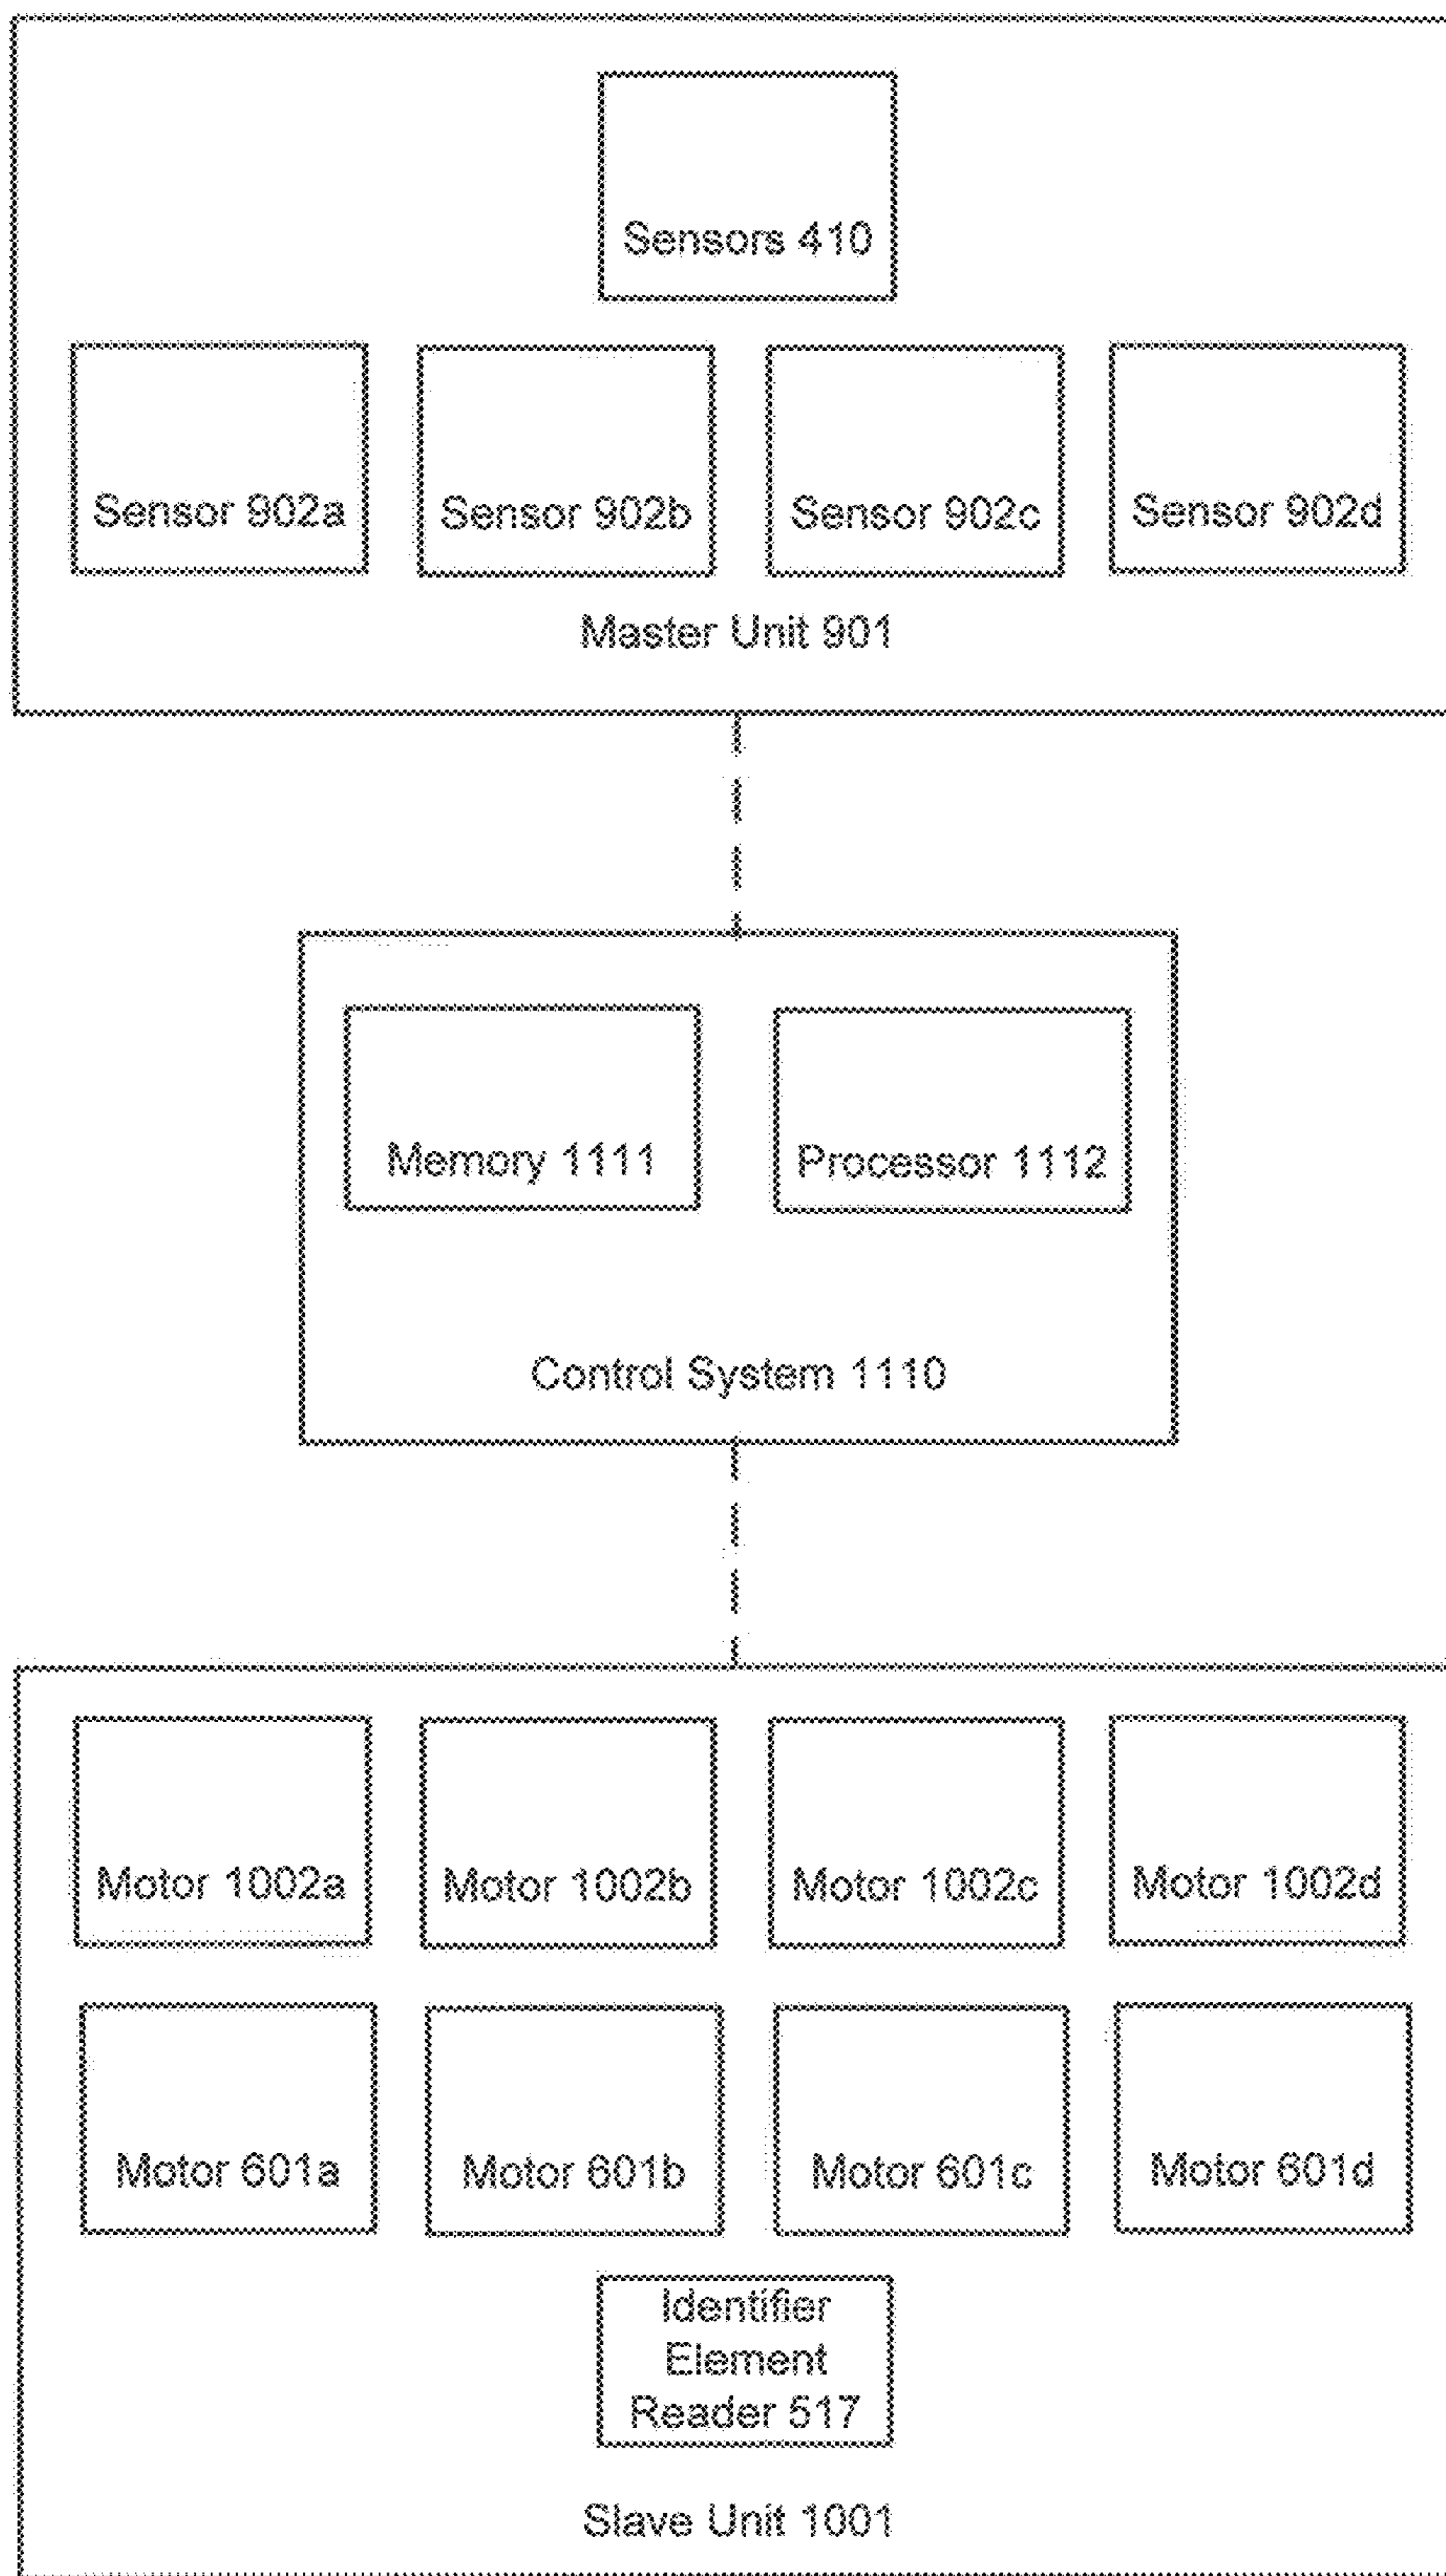 Sensors 410
Sensor 902a
Sensor 902b
Sensor 902c
Sensor 902d
Master Unit 901
Memory 1111
Processor 1112
Control System 1110
Motor 1002a
Motor 1002b
Motor 1002c
Motor 1002d
Motor 601a
Motor 601b
Motor 601c
Motor 601d
Identifier
Element
Reader 517
Slave Unit 1001